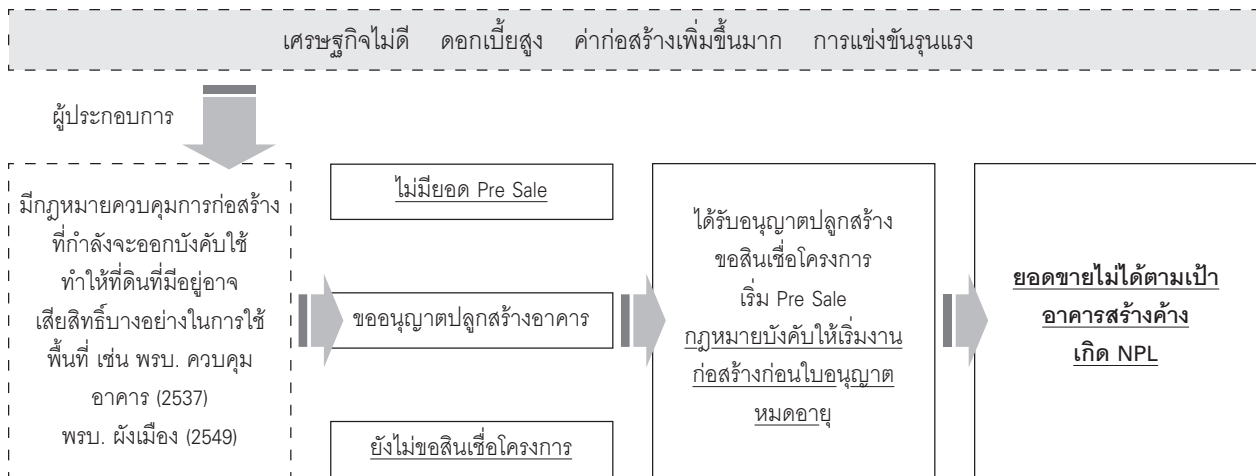 เศรษฐกิจไม่ดี ดอกเบี้ยสูง ค่าก่อสร้างเพิ่มขึ้นมาก การแข่งขันรุนแรง
ผู้ประกอบการ
มีกฎหมายควบคุมการก่อสร้าง
ที่กำลังจะออกบังคับใช้
ทำให้ที่ดินที่มีอยู่อาจ
เสียสิทธิ์บางอย่างในการใช้
พื้นที่ เช่น พรบ. ควบคุม
อาคาร (2537)
พรบ. ผังเมือง (2549)
ไม่มียอด Pre Sale
ขออนุญาตปลูกสร้างอาคาร
ยังไม่ขอสินเชื่อโครงการ
ได้รับอนุญาตปลูกสร้าง
ขอสินเชื่อโครงการ
เริ่ม Pre Sale
กฎหมายบังคับให้เริ่มงาน
ก่อสร้างก่อนใบอนุญาต
หมดอายุ
ยอดขายไม่ได้ตามเป้า
อาคารสร้างค้าง
เกิด NPL